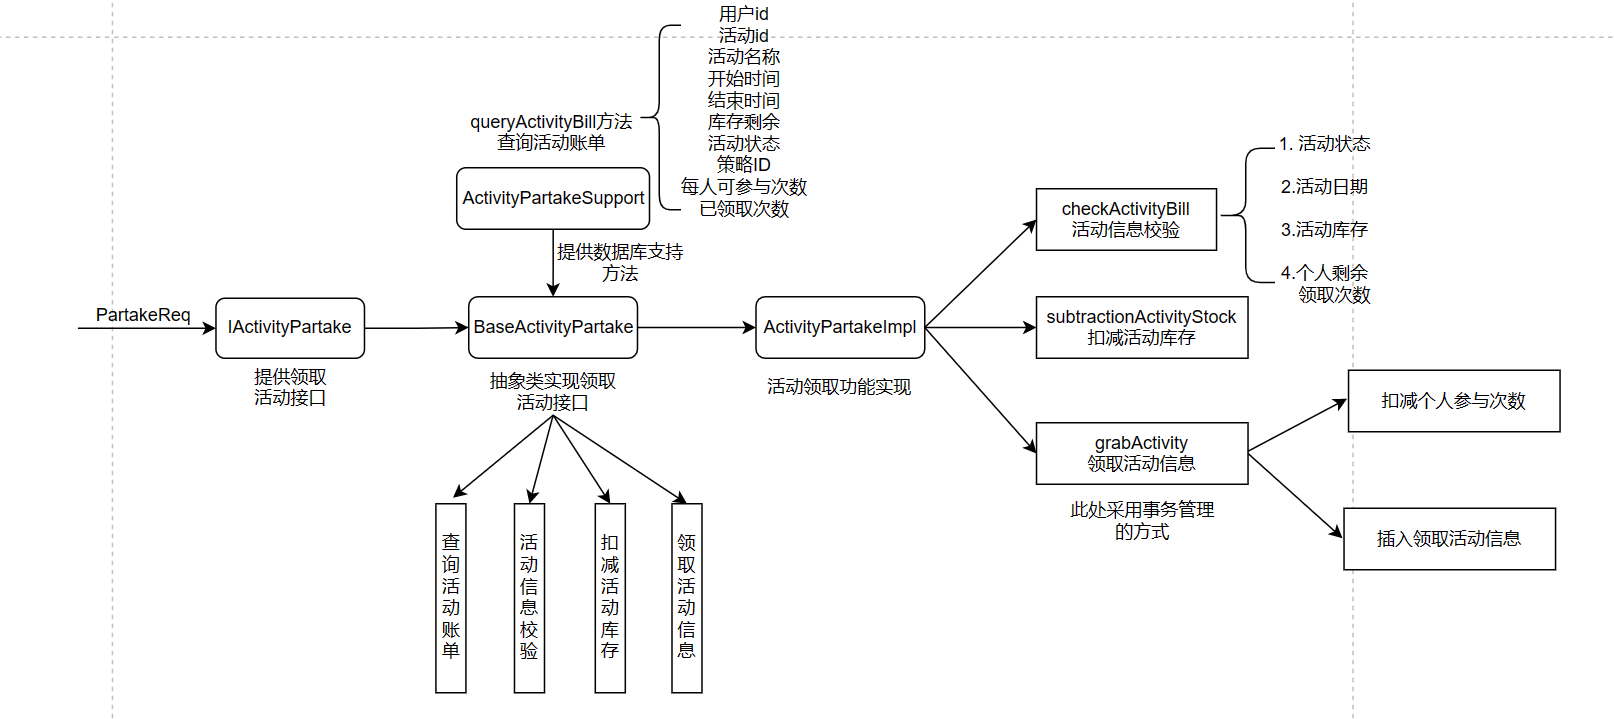 用户id
活动id
活动名称
开始时间
结束时间
库存剩余
活动状态
策略ID
每人可参与次数
已领取次数
queryActivityBill方法
查询活动账单
ActivityPartakeSupport
提供数据库支持
方法
PartakeReq
IActivityPartake
提供领取
活动接口
BaseActivityPartake
抽象类实现领取
活动接口
查询活动账单
活动信息校验
扣减活动库存
领取活动信息
ActivityPartakeImpl
活动领取功能实现
checkActivityBill
活动信息校验
1. 活动状态
2.活动日期
3.活动库存
4.个人剩余
领取次数
subtractionActivityStock
扣减活动库存
grabActivity
领取活动信息
此处采用事务管理
的方式
扣减个人参与次数
插入领取活动信息